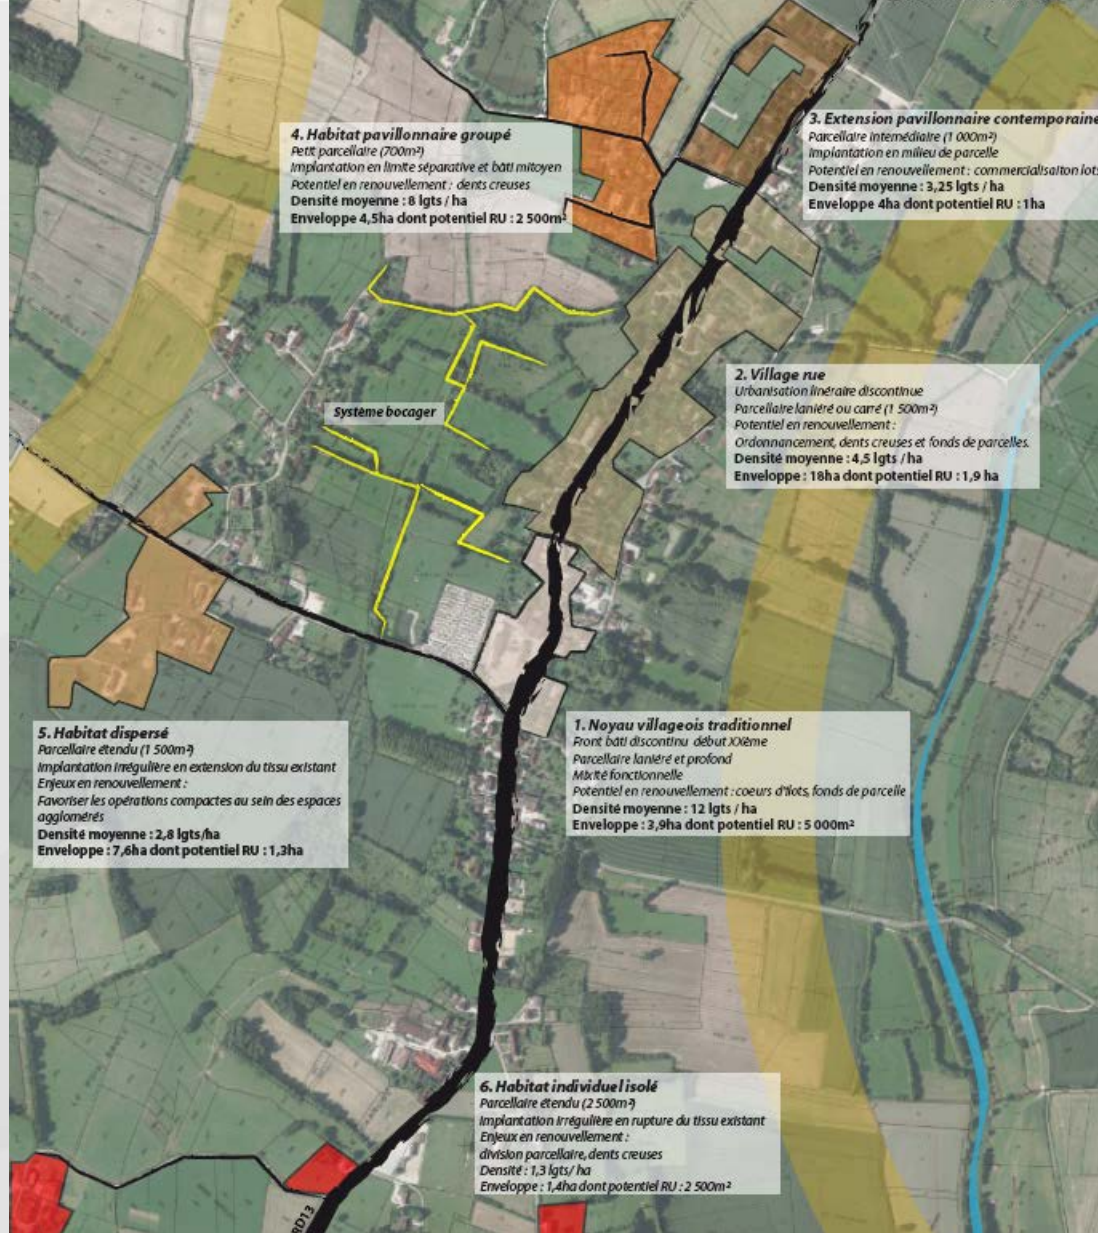 4. Habitat pavillonnaire groupé
Petit parcellaire (700m²)
Implantation en limite séparative et bâti mitoyen
Potentiel en renouvellement : dents creuses
Densité moyenne : 8 lgts / ha
Enveloppe 4,5ha dont potentiel RU : 2 500m²
3. Extension pavillonnaire contemporaine
Parcellaire intemédiaire (1 000m²)
Implantation en milieu de parcelle
Potentiel en renouvellement : commercialisaiton lots
Densité moyenne : 3,25 lgts / ha
Enveloppe 4ha dont potentiel RU : 1ha
2. Village rue
Urbanisation linéraire discontinue
Parcellaire laniéré ou carré (1 500m²)
Potentiel en renouvellement :
Ordonnancement, dents creuses et fonds de parcelles.
Densité moyenne : 4,5 lgts / ha
Enveloppe : 18ha dont potentiel RU : 1,9 ha
Système bocager
5. Habitat dispersé
Parcellaire étendu (1 500m²)
Implantation irrégulière en extension du tissu existant
Enjeux en renouvellement :
Favoriser les opérations compactes au sein des espaces
agglomérés
Densité moyenne : 2,8 lgts/ha
Enveloppe : 7,6ha dont potentiel RU : 1,3ha
1. Noyau villageois traditionnel
Front bâti discontinu début XXème
Parcellaire laniéré et profond
Mixité fonctionnelle
Potentiel en renouvellement : coeurs d'îlots, fonds de parcelle
Densité moyenne : 12 lgts / ha
Enveloppe : 3,9ha dont potentiel RU : 5 000m²
6. Habitat individuel isolé
Parcellaire étendu (2 500m²)
Implantation irrégulière en rupture du tissu existant
Enjeux en renouvellement :
division parcellaire, dents creuses
Densité : 1,3 lgts/ ha
Enveloppe : 1,4ha dont potentiel RU : 2 500m²
RD13